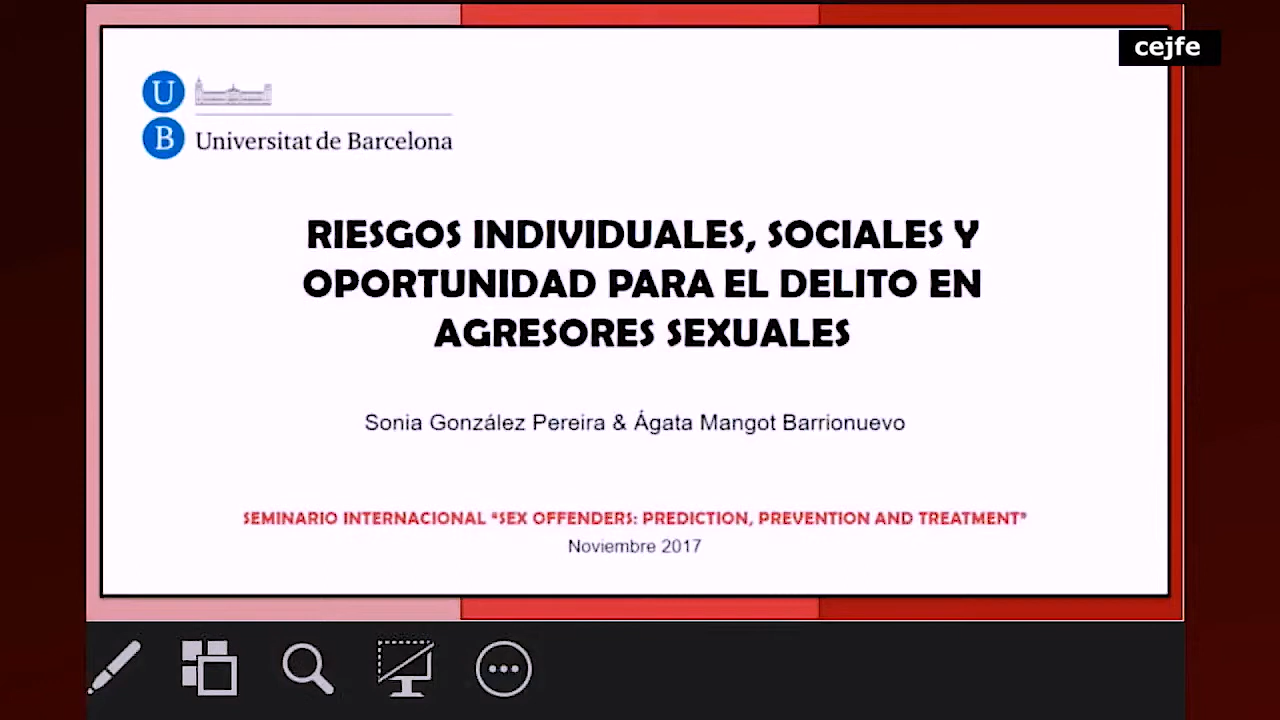 cejfe
U
B
Universitat de Barcelona
RIESGOS INDIVIDUALES, SOCIALES Y
OPORTUNIDAD PARA EL DELITO EN
AGRESORES SEXUALES
Sonia González Pereira & Ágata Mangot Barrionuevo
SEMINARIO INTERNACIONAL “SEX OFFENDERS: PREDICTION, PREVENTION AND TREATMENT”
Noviembre 2017